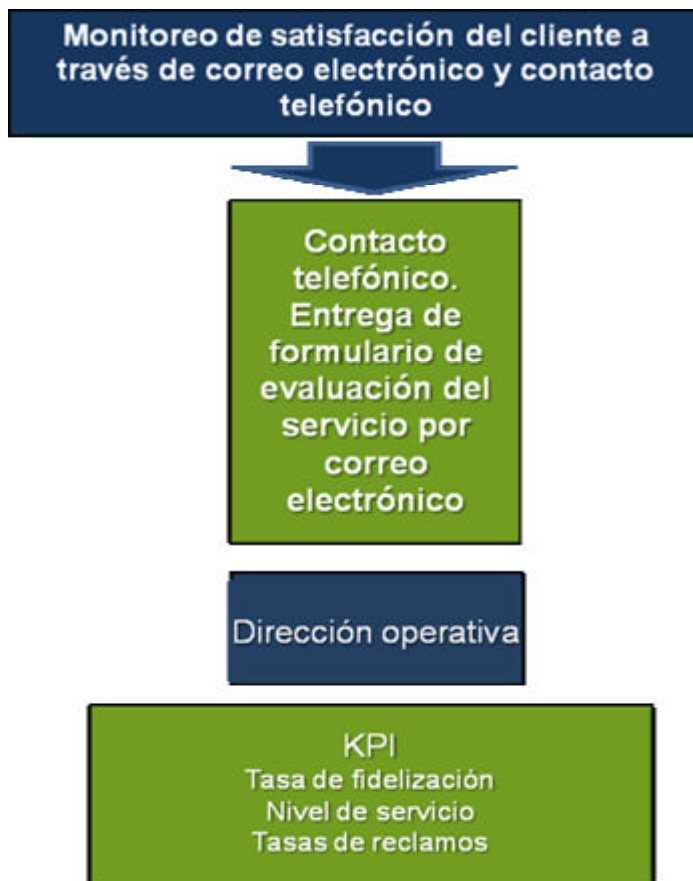 Monitoreo de satisfacción del cliente a
través de correo electrónico y contacto
telefónico
Contacto
telefónico.
Entrega de
formulario de
evaluación del
servicio por
correo
electrónico
Dirección operativa
KPI
Tasa de fidelización
Nivel de servicio
Tasas de reclamos